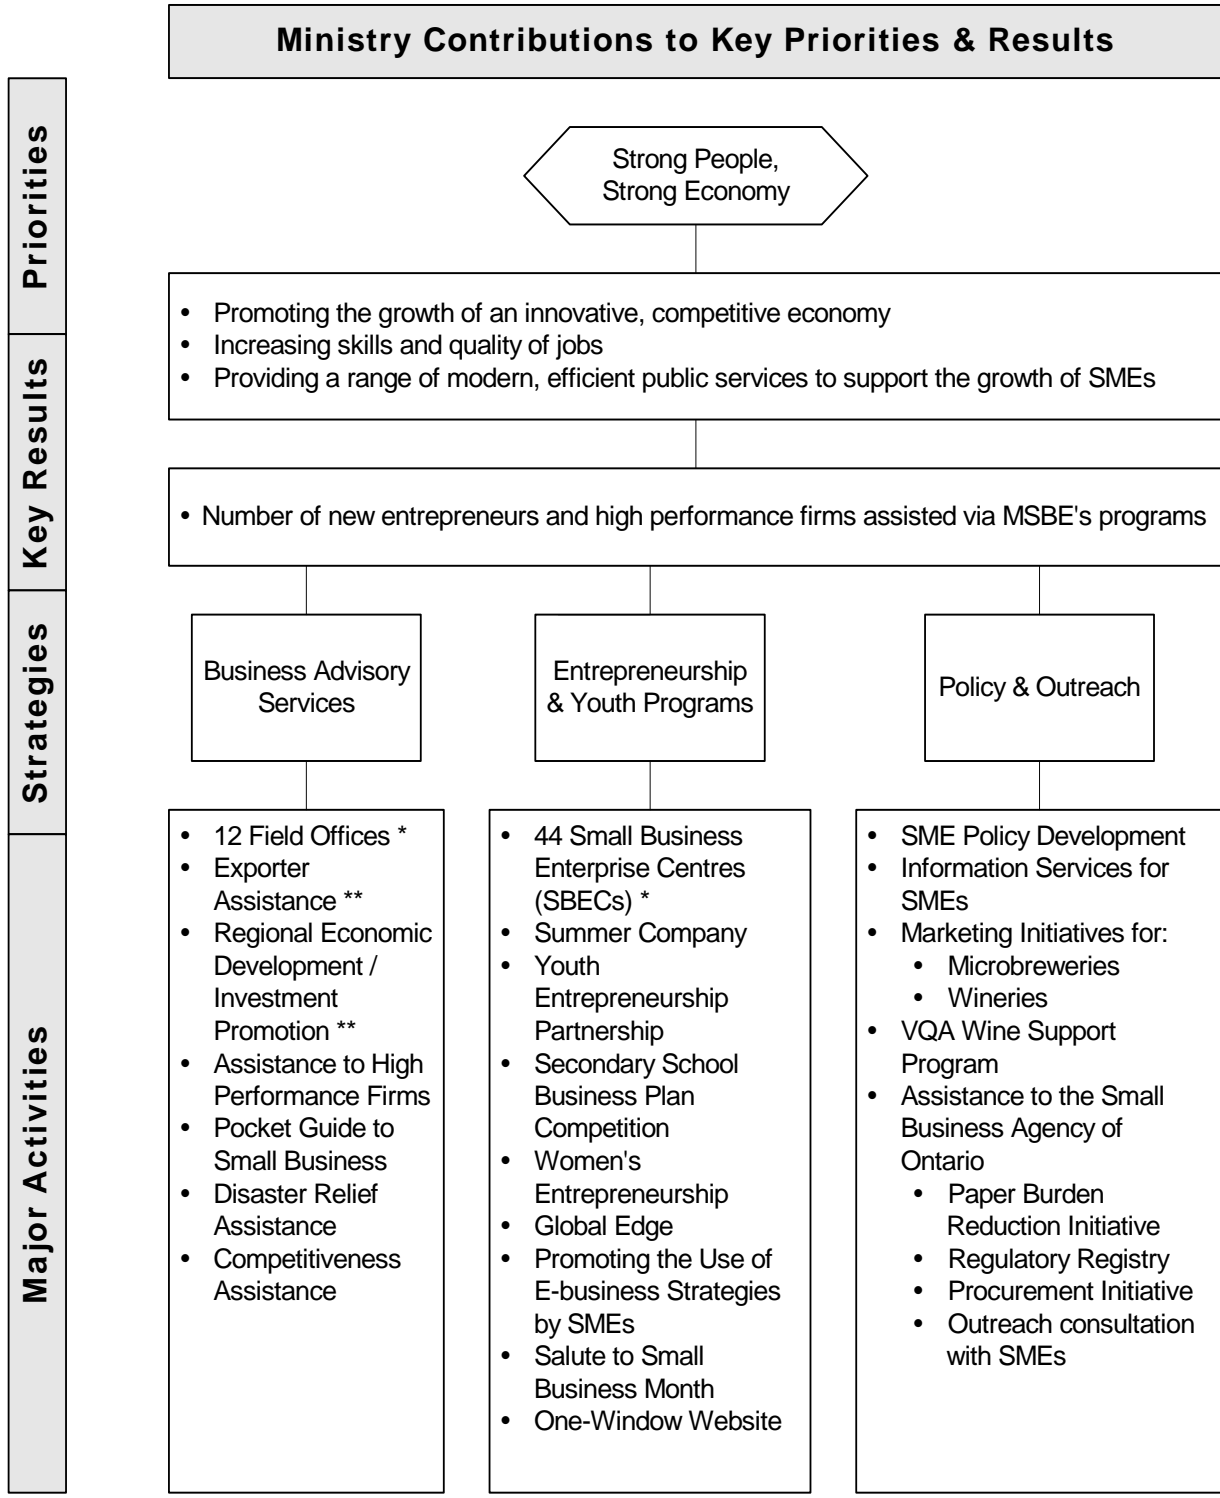 Ministry Contributions to Key Priorities & Results
Priorities
Strong People,
Strong Economy
• Promoting the growth of an innovative, competitive economy
• Increasing skills and quality of jobs
• Providing a range of modern, efficient public services to support the growth of SMEs
Key Results
• Number of new entrepreneurs and high performance firms assisted via MSBE's programs
Strategies
Business Advisory
Services
Entrepreneurship
& Youth Programs
Policy & Outreach
Major Activities
• 12 Field Offices *
• Exporter
Assistance **
• Regional Economic
Development /
Investment
Promotion **
• Assistance to High
Performance Firms
• Pocket Guide to
Small Business
• Disaster Relief
Assistance
• Competitiveness
Assistance
• 44 Small Business
Enterprise Centres
(SBECs) *
• Summer Company
• Youth
Entrepreneurship
Partnership
• Secondary School
Business Plan
Competition
• Women's
Entrepreneurship
• Global Edge
• Promoting the Use of
E-business Strategies
by SMEs
• Salute to Small
Business Month
• One-Window Website
• SME Policy Development
• Information Services for
SMEs
• Marketing Initiatives for:
• Microbreweries
• Wineries
• VQA Wine Support
Program
• Assistance to the Small
Business Agency of
Ontario
• Paper Burden
Reduction Initiative
• Regulatory Registry
• Procurement Initiative
• Outreach consultation
with SMEs